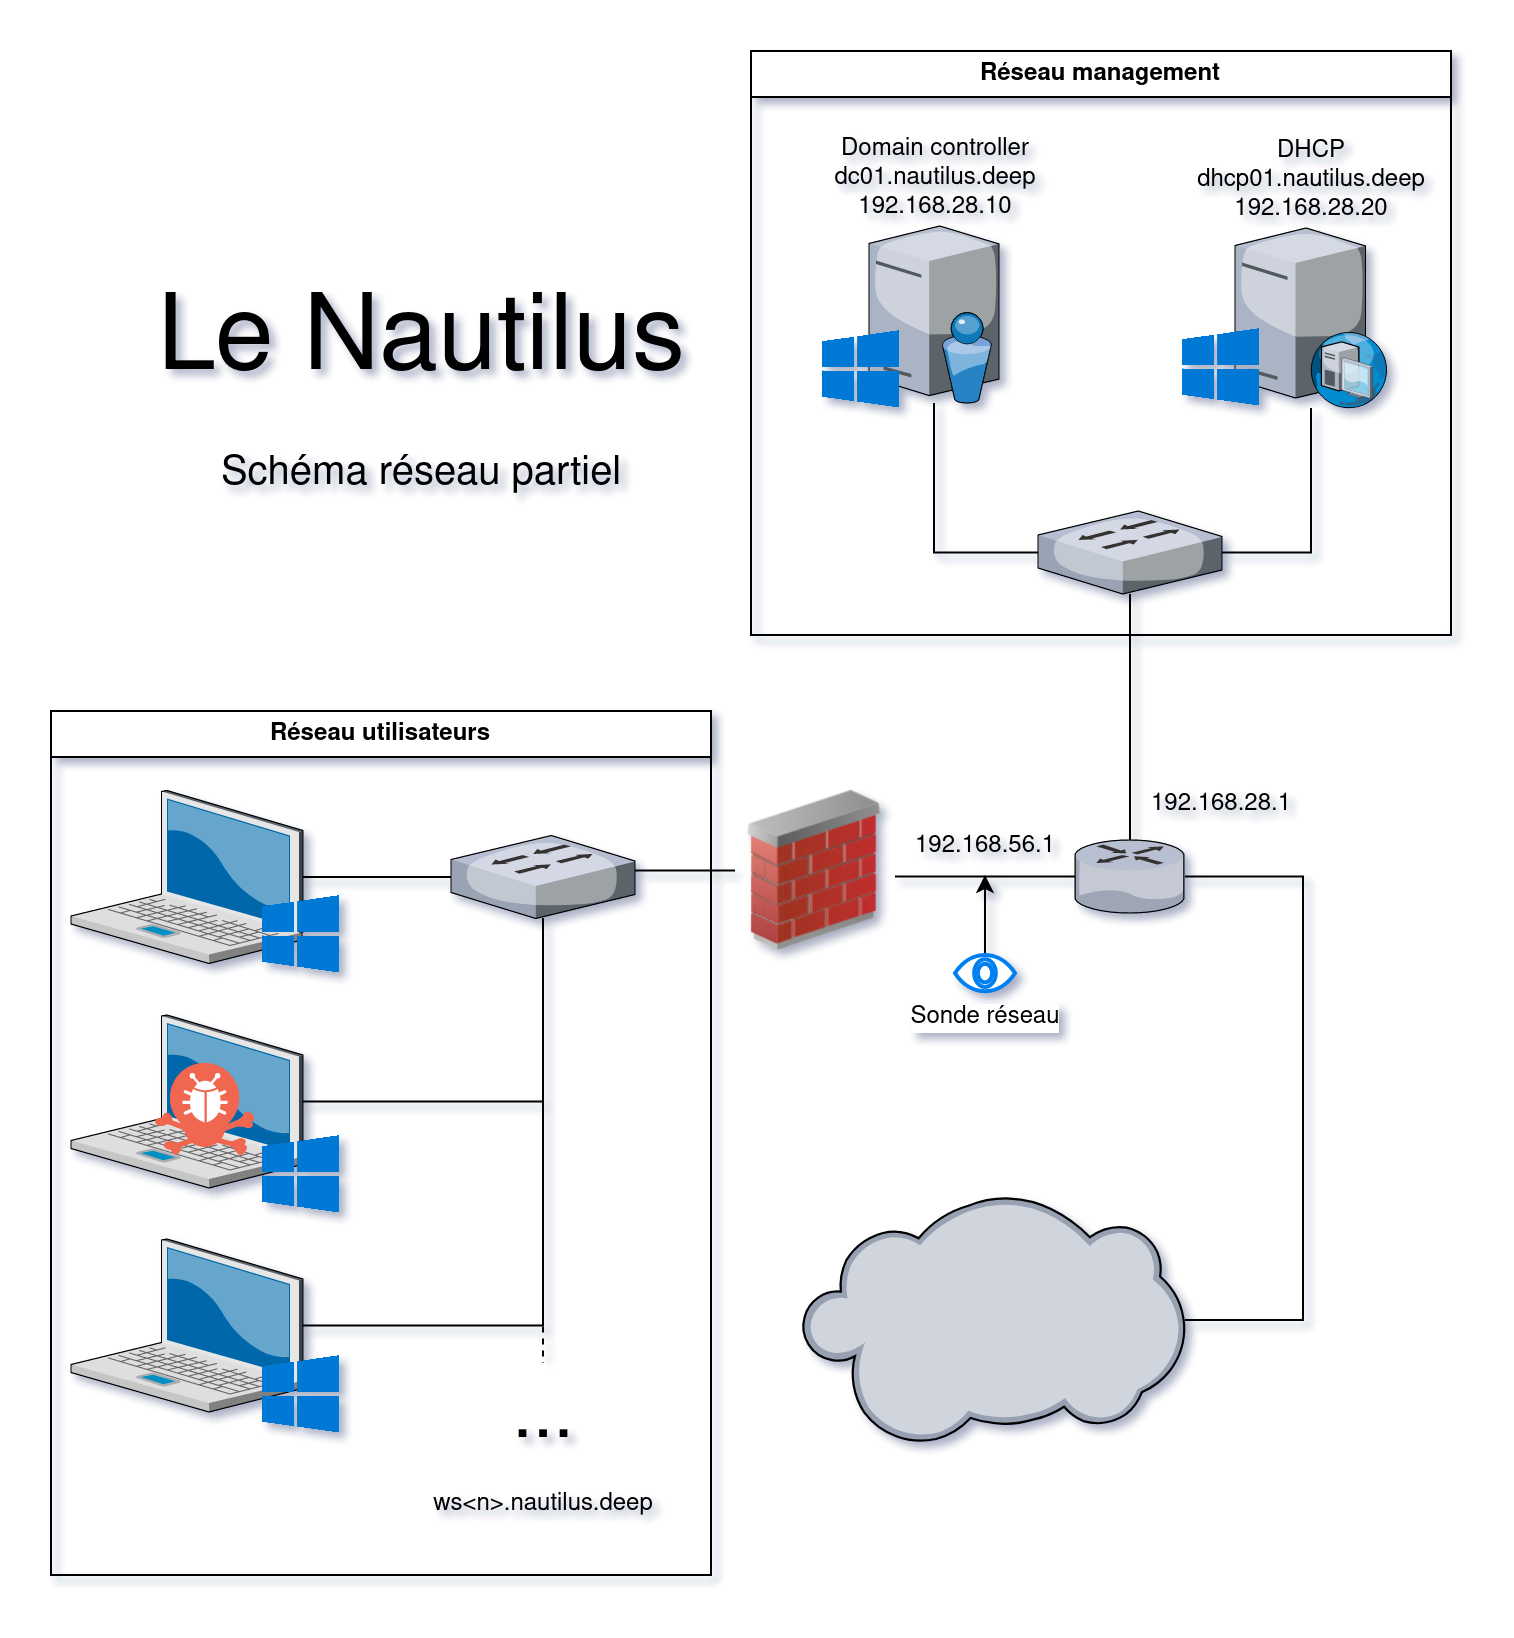 Réseau management
Domain controller
dc01.nautilus.deep
192.168.28.10
DHCP
dhcp01.nautilus.deep
192.168.28.20
Le Nautilus
Schéma réseau partiel
Réseau utilisateurs
192.168.28.1
192.168.56.1
Sonde réseau
...
ws<n>.nautilus.deep